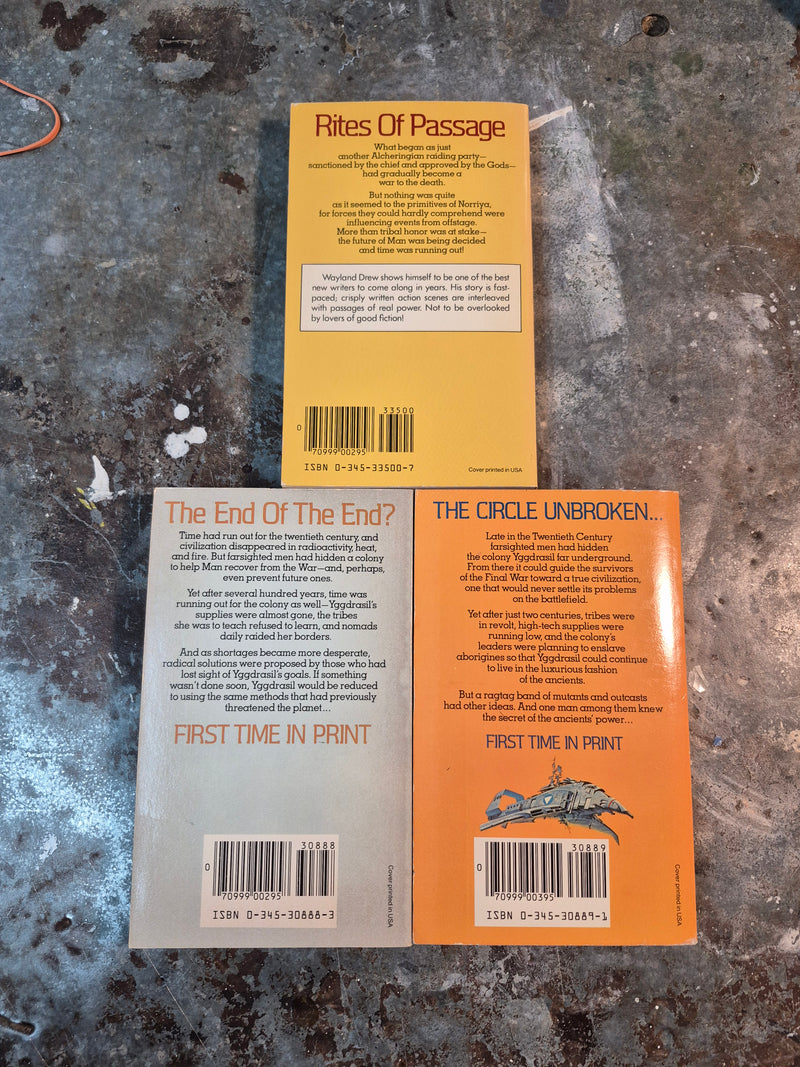 Rites Of Passage
What began as just
another Alcheringian raiding party—
sanctioned by the chief and approved by the Gods—
had gradually become a
war to the death.
But nothing was quite
as it seemed to the primitives of Norriya,
for forces they could hardly comprehend were
influencing events from offstage.
More than tribal honor was at stake—
the future of Man was being decided
and time was running out!
Wayland Drew shows himself to be one of the best
new writers to come along in years. His story is fast-
paced; crisply written action scenes are interleaved
with passages of real power. Not to be overlooked
by lovers of good fiction!
33500
0
70999 00295
ISBN 0-345-33500-7
Cover printed in USA
The End Of The End?
Time had run out for the twentieth century, and
civilization disappeared in radioactivity, heat,
and fire. But farsighted men had hidden a colony
to help Man recover from the War—and, perhaps,
even prevent future ones.
Yet after several hundred years, time was
running out for the colony as well—Yggdrasil's
supplies were almost gone, the tribes
she was to teach refused to learn, and nomads
daily raided her borders.
And as shortages became more desperate,
radical solutions were proposed by those who had
lost sight of Yggdrasil's goals. If something
wasn't done soon, Yggdrasil would be reduced
to using the same methods that had previously
threatened the planet...
FIRST TIME IN PRINT
30888
0
70999 00295
ISBN 0-345-30888-3
Cover printed in USA
THE CIRCLE UNBROKEN...
Late in the Twentieth Century
farsighted men had hidden
the colony Yggdrasil far underground.
From there it could guide the survivors
of the Final War toward a true civilization,
one that would never settle its problems
on the battlefield.
Yet after just two centuries, tribes were
in revolt, high-tech supplies were
running low, and the colony's
leaders were planning to enslave
aborigines so that Yggdrasil could continue
to live in the luxurious fashion
of the ancients.
But a ragtag band of mutants and outcasts
had other ideas. And one man among them knew
the secret of the ancients' power...
FIRST TIME IN PRINT
30889
0
70999 00395
ISBN 0-345-30889-1
Cover printed in USA